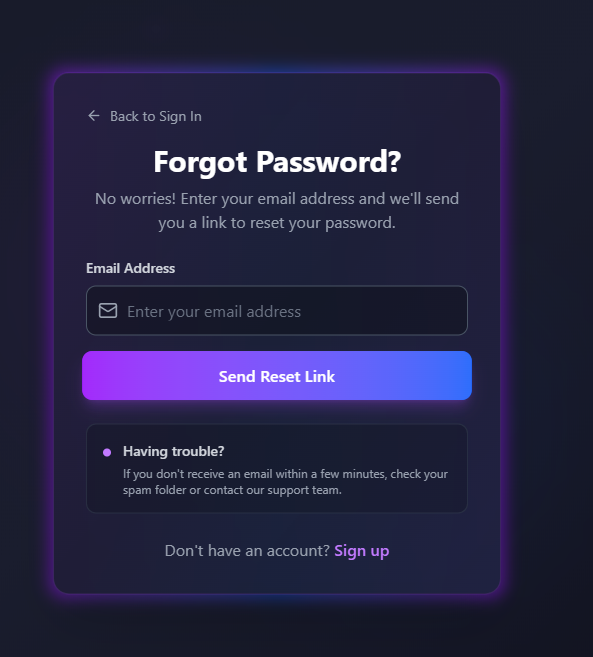 Back to Sign In
Forgot Password?
No worries! Enter your email address and we'll send
you a link to reset your password.
Email Address
Enter your email address
Send Reset Link
Having trouble?
If you don't receive an email within a few minutes, check your
spam folder or contact our support team.
Don't have an account? Sign up